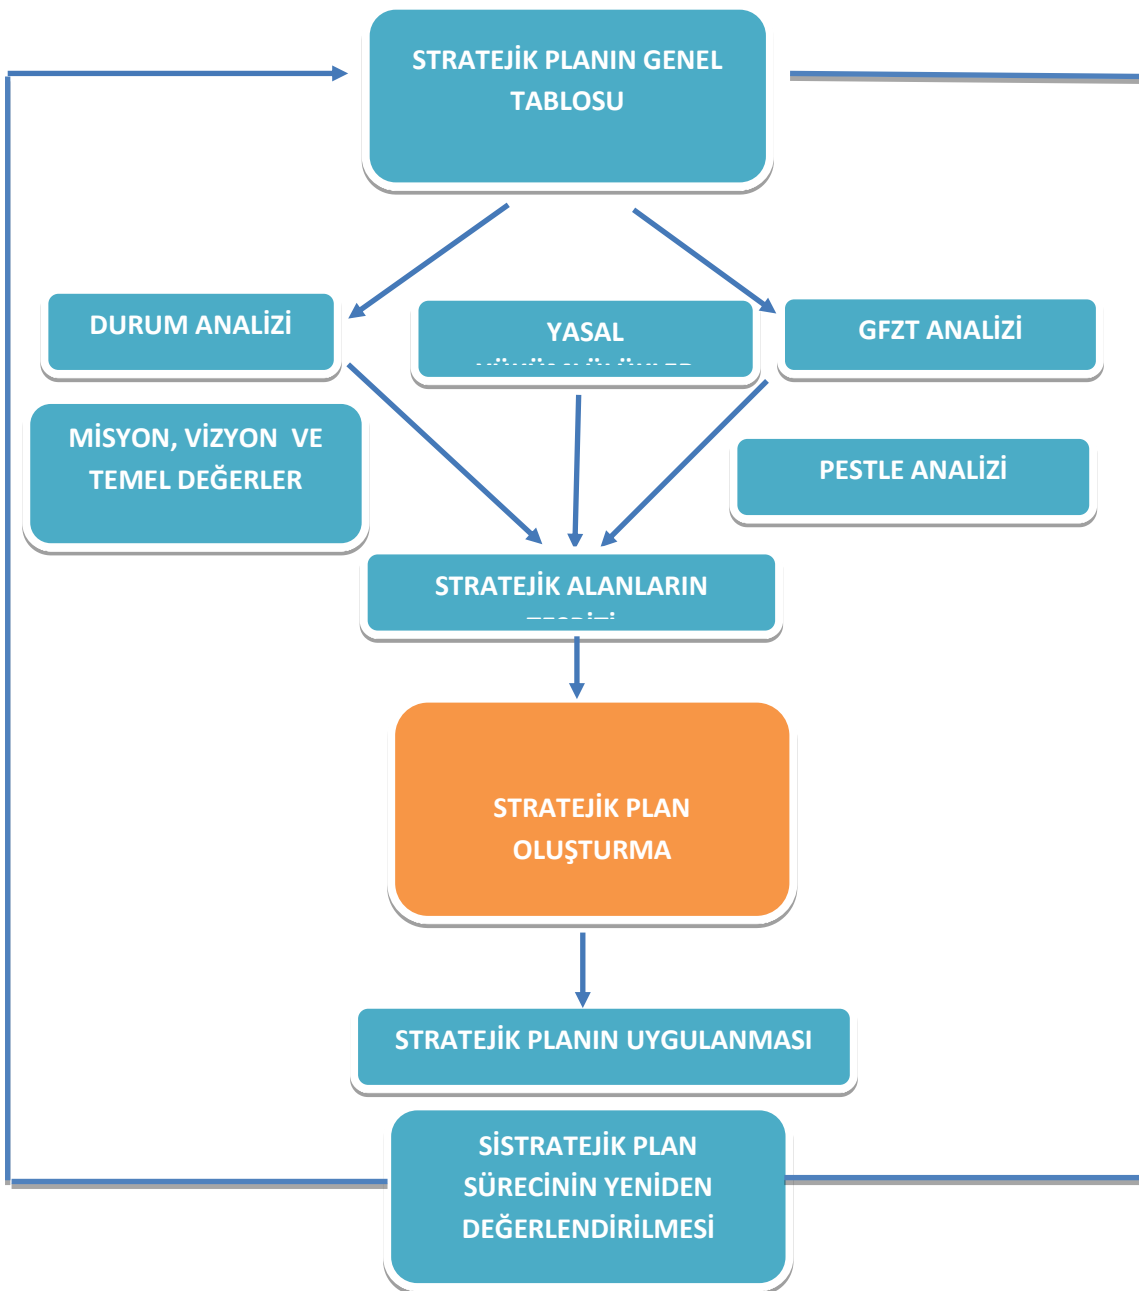 STRATEJİK PLANIN GENEL
TABLOSU
DURUM ANALİZİ
YASAL
GFZT ANALİZİ
MİSYON, VİZYON VE
TEMEL DEĞERLER
PESTLE ANALİZİ
STRATEJİK ALANLARIN
STRATEJİK PLAN
OLUŞTURMA
STRATEJİK PLANIN UYGULANMASI
SİSTRATEJİK PLAN
SÜRECİNİN YENİDEN
DEĞERLENDİRİLMESİ